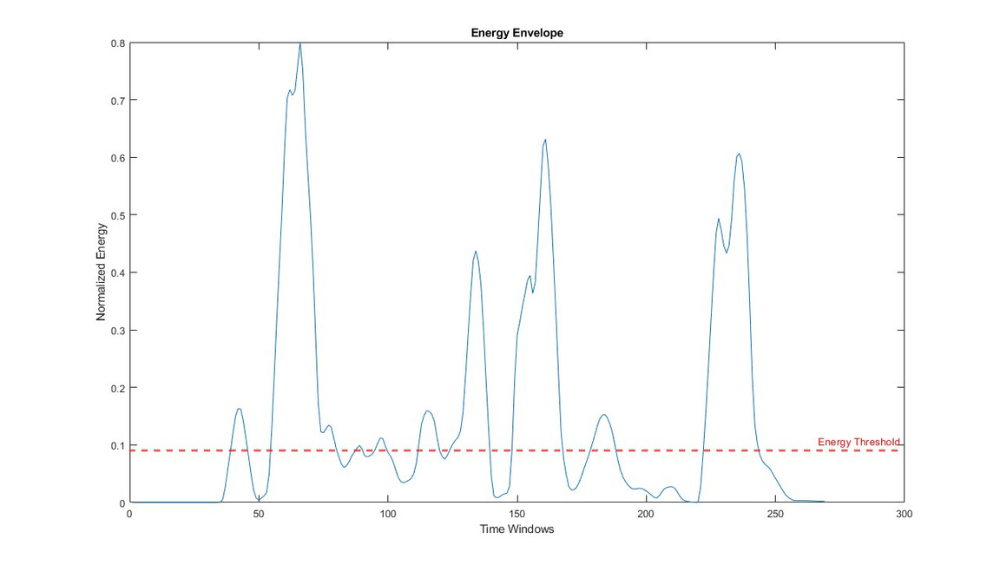 Energy Envelope
0.8
0.7
0.6
0.5
0.4
0.3
0.2
0.1
0
Normalized Energy
Energy Threshold
0 50 100 150 200 250 300
Time Windows